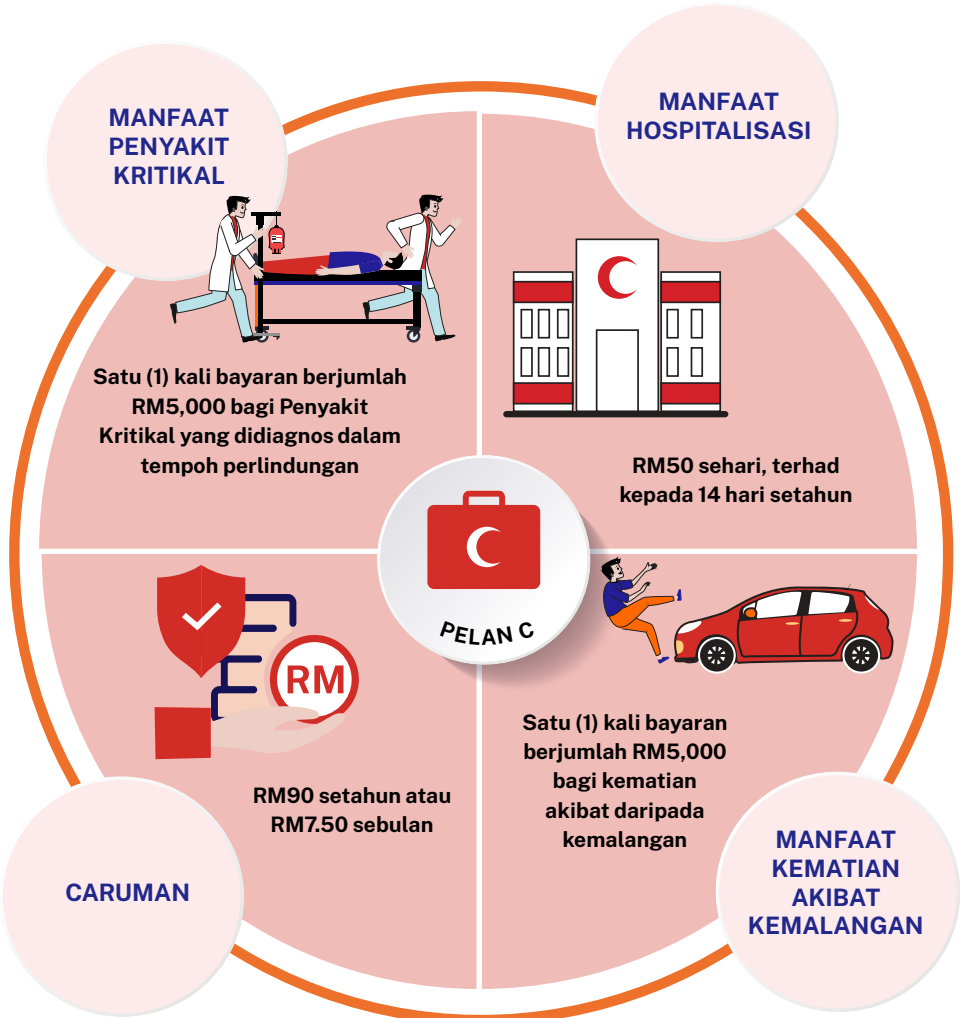 MANFAAT
PENYAKIT
KRITIKAL
Satu (1) kali bayaran berjumlah
RM5,000 bagi Penyakit
Kritikal yang didiagnos dalam
tempoh perlindungan
MANFAAT
HOSPITALISASI
RM50 sehari, terhad
kepada 14 hari setahun
PELAN C
RM
RM90 setahun atau
RM7.50 sebulan
CARUMAN
Satu (1) kali bayaran
berjumlah RM5,000
bagi kematian
akibat daripada
kemalangan
MANFAAT
KEMATIAN
AKIBAT
KEMALANGAN